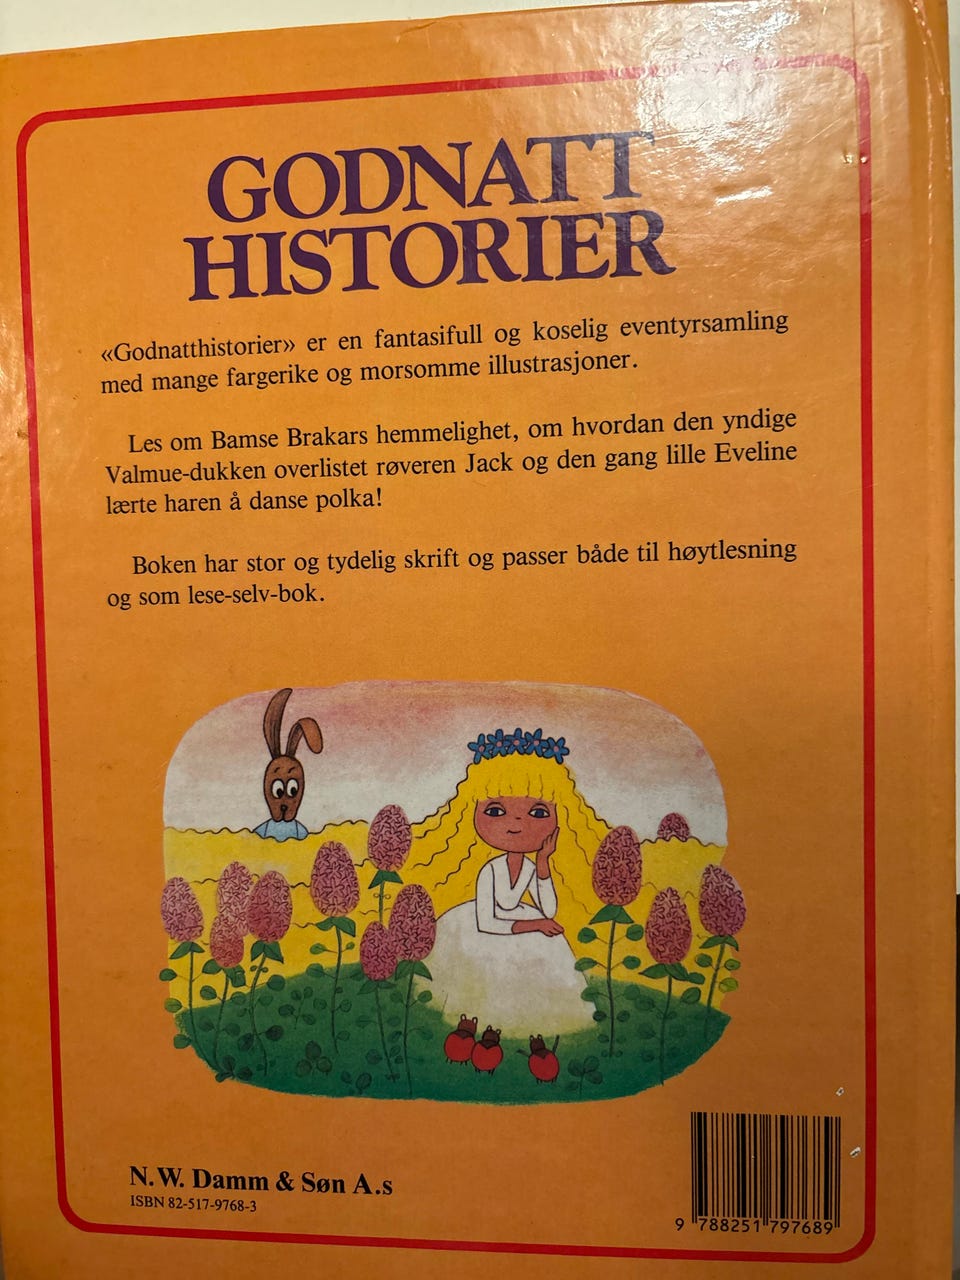 GODNATT
HISTORIER
«Godnatthistorier» er en fantasifull og koselig eventyrsamling
med mange fargerike og morsomme illustrasjoner.
Les om Bamse Brakars hemmelighet, om hvordan den yndige
Valmue-dukken overlistet røveren Jack og den gang lille Eveline
lærte haren å danse polka!
Boken har stor og tydelig skrift og passer både til høytlesning
og som lese-selv-bok.
N.W. Damm & Søn A.s
ISBN 82-517-9768-3
9 788251 797689